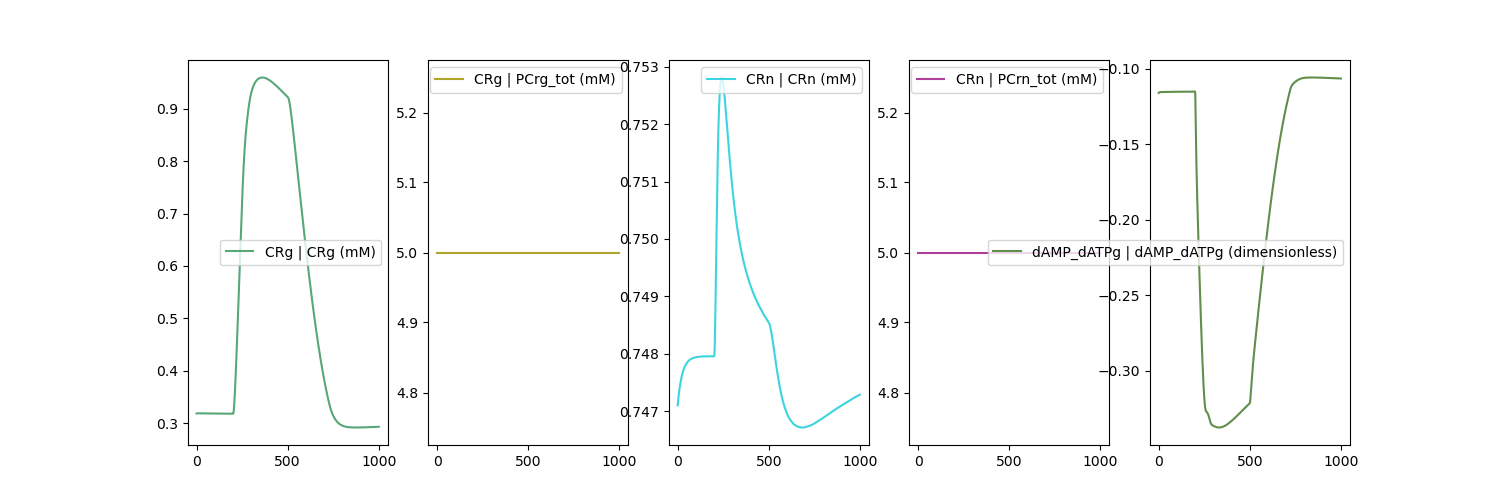 0.9
0.8
0.7
0.6
0.5
0.4
0.3
0 500 1000
CRg | CRg (mM)
5.2
5.1
5.0
4.9
4.8
0 500 1000
CRg | PCrg_tot (mM)
0.753
0.752
0.751
0.750
0.749
0.748
0.747
0 500 1000
CRn | CRn (mM)
5.2
5.1
5.0
4.9
4.8
0 500 1000
CRn | PCrn_tot (mM)
−0.10
−0.15
−0.20
−0.25
−0.30
0 500 1000
dAMP_dATPg | dAMP_dATPg (dimensionless)